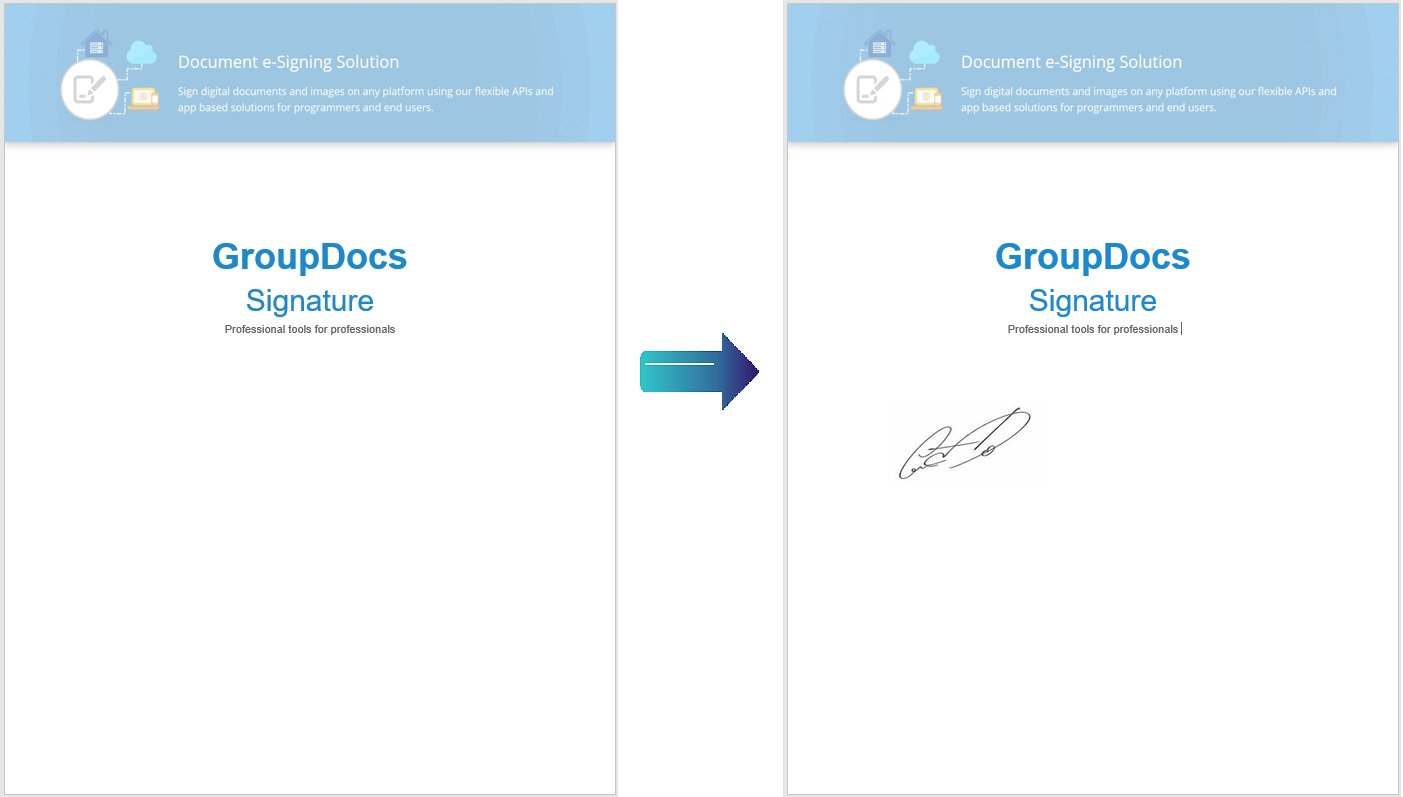 Document e-Signing Solution
Sign digital documents and images on any platform using our flexible APIs and
app based solutions for programmers and end users.
GroupDocs
Signature
Professional tools for professionals
Document e-Signing Solution
Sign digital documents and images on any platform using our flexible APIs and
app based solutions for programmers and end users.
GroupDocs
Signature
Professional tools for professionals